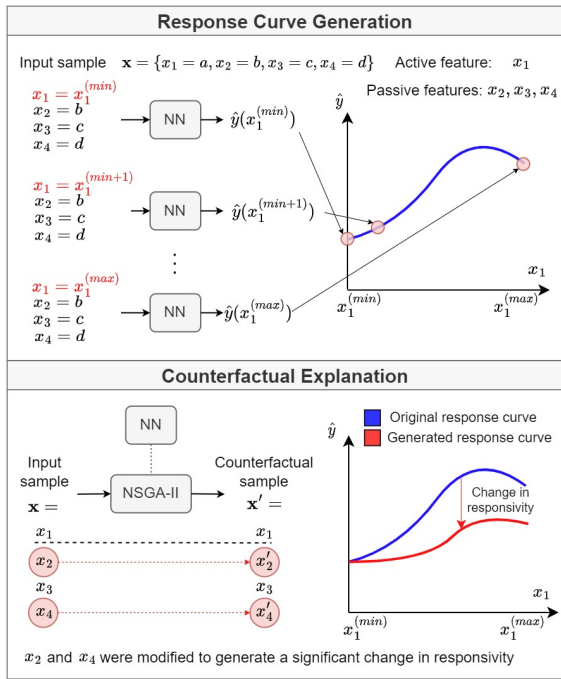 Response Curve Generation
Input sample x = {x₁ = a, x₂ = b, x₃ = c, x₄ = d} Active feature: x₁
Passive features: x₂, x₃, x₄
x₁ = x₁^(min)
x₂ = b
x₃ = c
x₄ = d
NN
ŷ(x₁^(min))
x₁ = x₁^(min+1)
x₂ = b
x₃ = c
x₄ = d
NN
ŷ(x₁^(min+1))
⋮
x₁ = x₁^(max)
x₂ = b
x₃ = c
x₄ = d
NN
ŷ(x₁^(max))
ŷ
x₁
x₁^(min) x₁^(max)
Counterfactual Explanation
NN
Input
sample
x =
NSGA-II
Counterfactual
sample
x′ =
x₁ x₁
x₂ x₂′
x₃ x₃
x₄ x₄′
Original response curve
Generated response curve
ŷ
Change in
responsivity
x₁
x₁^(min) x₁^(max)
x₂ and x₄ were modified to generate a significant change in responsivity